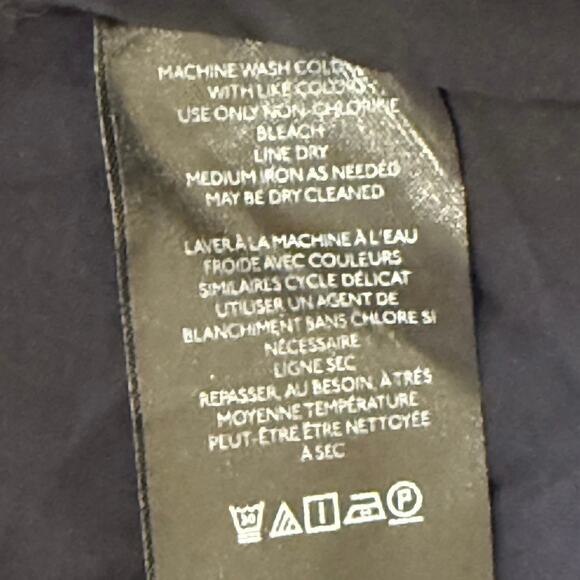 MACHINE WASH COLD
WITH LIKE COLORS
USE ONLY NON-CHLORINE
BLEACH
LINE DRY
MEDIUM IRON AS NEEDED
MAY BE DRY CLEANED
LAVER À LA MACHINE À L'EAU
FROIDE AVEC COULEURS
SIMILAIRES CYCLE DÉLICAT
UTILISER UN AGENT DE
BLANCHIMENT SANS CHLORE SI
NÉCESSAIRE
LIGNE SEC
REPASSER, AU BESOIN, À TRÈS
MOYENNE TEMPÉRATURE
PEUT-ÊTRE ÊTRE NETTOYÉE
À SEC
30 P